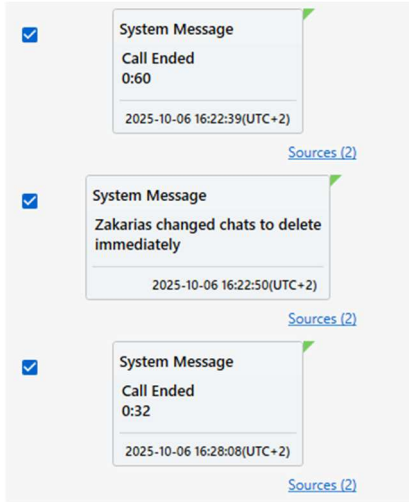 System Message
Call Ended
0:60
2025-10-06 16:22:39(UTC+2)
Sources (2)
System Message
Zakarias changed chats to delete
immediately
2025-10-06 16:22:50(UTC+2)
Sources (2)
System Message
Call Ended
0:32
2025-10-06 16:28:08(UTC+2)
Sources (2)